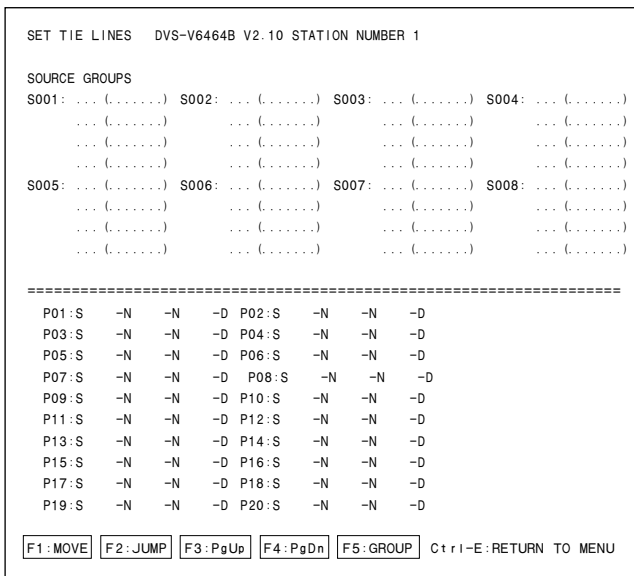 SET TIE LINES DVS-V6464B V2.10 STATION NUMBER 1
SOURCE GROUPS
S001: ... (.......) S002: ... (.......) S003: ... (.......) S004: ... (.......)
... (.......) ... (.......) ... (.......) ... (.......)
... (.......) ... (.......) ... (.......) ... (.......)
... (.......) ... (.......) ... (.......) ... (.......)
S005: ... (.......) S006: ... (.......) S007: ... (.......) S008: ... (.......)
... (.......) ... (.......) ... (.......) ... (.......)
... (.......) ... (.......) ... (.......) ... (.......)
... (.......) ... (.......) ... (.......) ... (.......)
====================================================================
P01:S -N -N -D P02:S -N -N -D
P03:S -N -N -D P04:S -N -N -D
P05:S -N -N -D P06:S -N -N -D
P07:S -N -N -D P08:S -N -N -D
P09:S -N -N -D P10:S -N -N -D
P11:S -N -N -D P12:S -N -N -D
P13:S -N -N -D P14:S -N -N -D
P15:S -N -N -D P16:S -N -N -D
P17:S -N -N -D P18:S -N -N -D
P19:S -N -N -D P20:S -N -N -D
F1:MOVE F2:JUMP F3:PgUp F4:PgDn F5:GROUP Ctrl-E:RETURN TO MENU